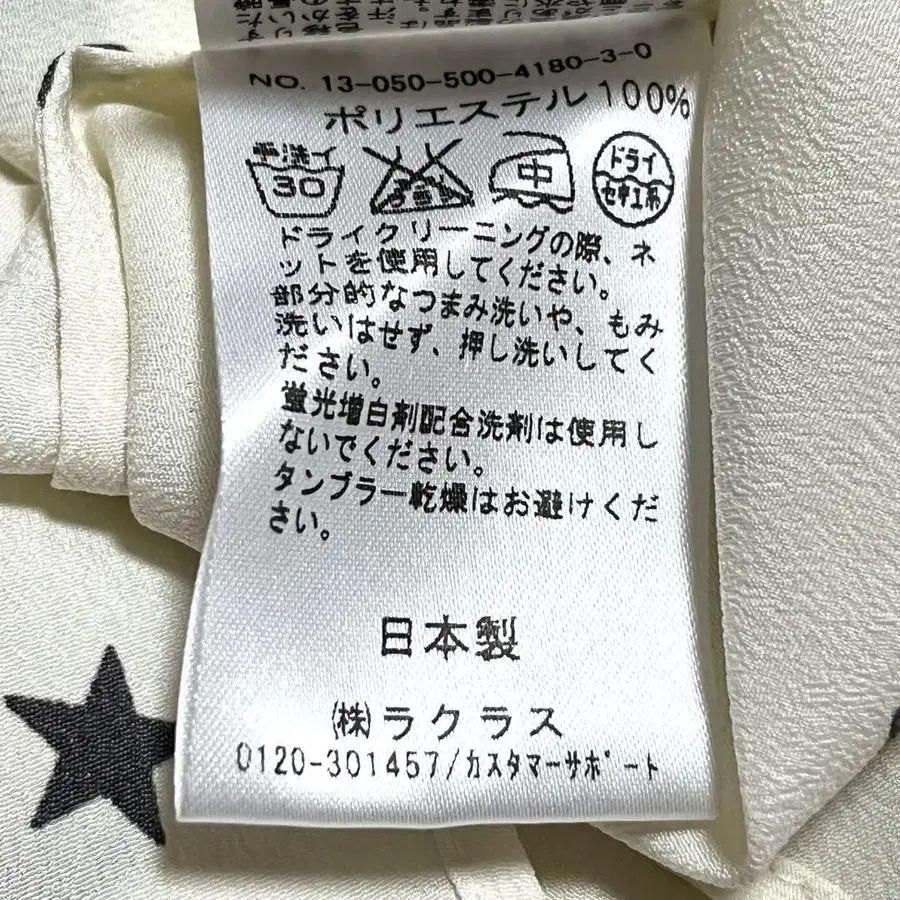 NO. 13-050-500-4180-3-0
ポリエステル100%
手洗イ
30
中
ドライ
セキユ系
ドライクリーニングの際、ネ
ットを使用してください。
部分的なつまみ洗いや、もみ
洗いはせず、押し洗いしてく
ださい。
蛍光増白剤配合洗剤は使用し
ないでください。
タンブラー乾燥はお避けくだ
さい。
日本製
㈱ラクラス
0120-301457/カスタマーサポート